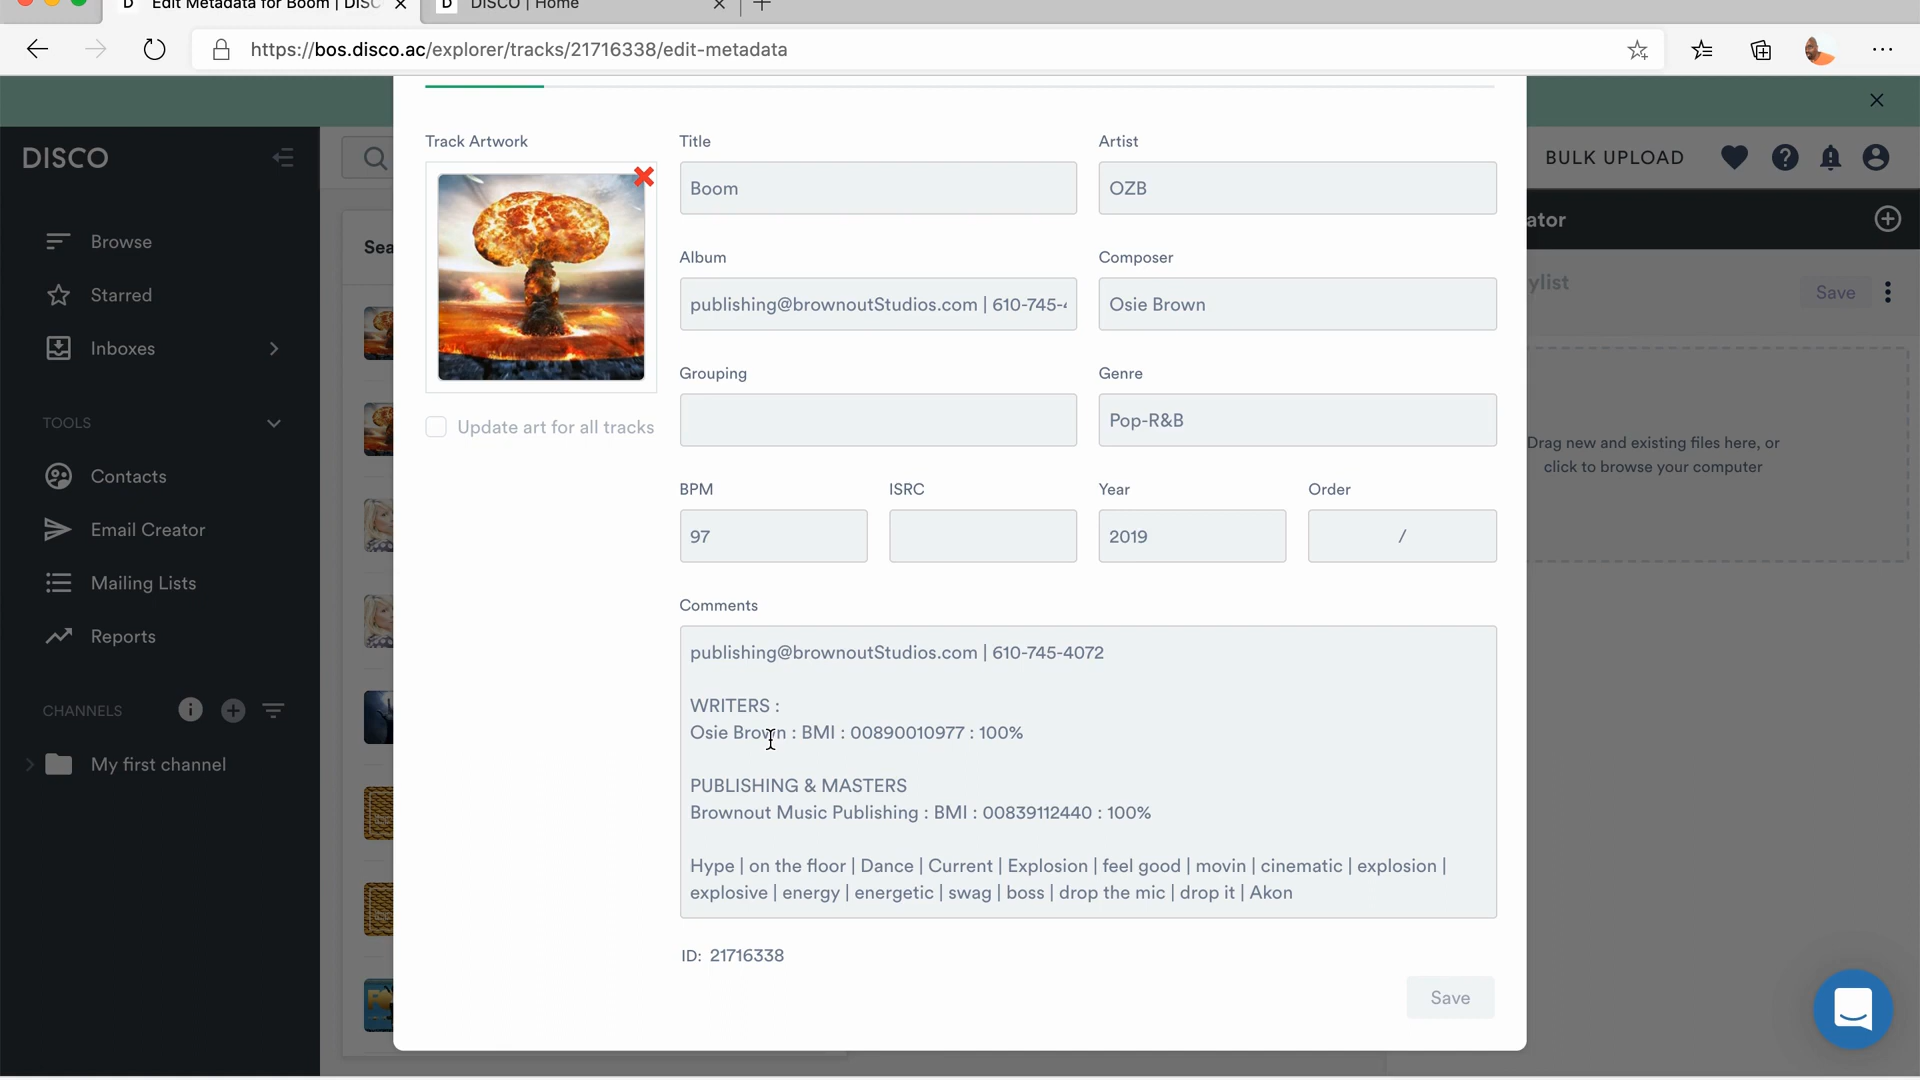 Edit Metadata for Boom | DISC
DISCO | Home
https://bos.disco.ac/explorer/tracks/21716338/edit-metadata
DISCO
BULK UPLOAD
Browse
Starred
Inboxes
TOOLS
Contacts
Email Creator
Mailing Lists
Reports
CHANNELS
My first channel
Sea
Track Artwork
Update art for all tracks
Title
Boom
Artist
OZB
Album
publishing@brownoutStudios.com | 610-745-
Composer
Osie Brown
Grouping
Genre
Pop-R&B
BPM
97
ISRC
Year
2019
Order
/
Comments
publishing@brownoutStudios.com | 610-745-4072
WRITERS :
Osie Brown : BMI : 00890010977 : 100%
PUBLISHING & MASTERS
Brownout Music Publishing : BMI : 00839112440 : 100%
Hype | on the floor | Dance | Current | Explosion | feel good | movin | cinematic | explosion |
explosive | energy | energetic | swag | boss | drop the mic | drop it | Akon
ID: 21716338
Save
ator
ylist
Save
Drag new and existing files here, or
click to browse your computer